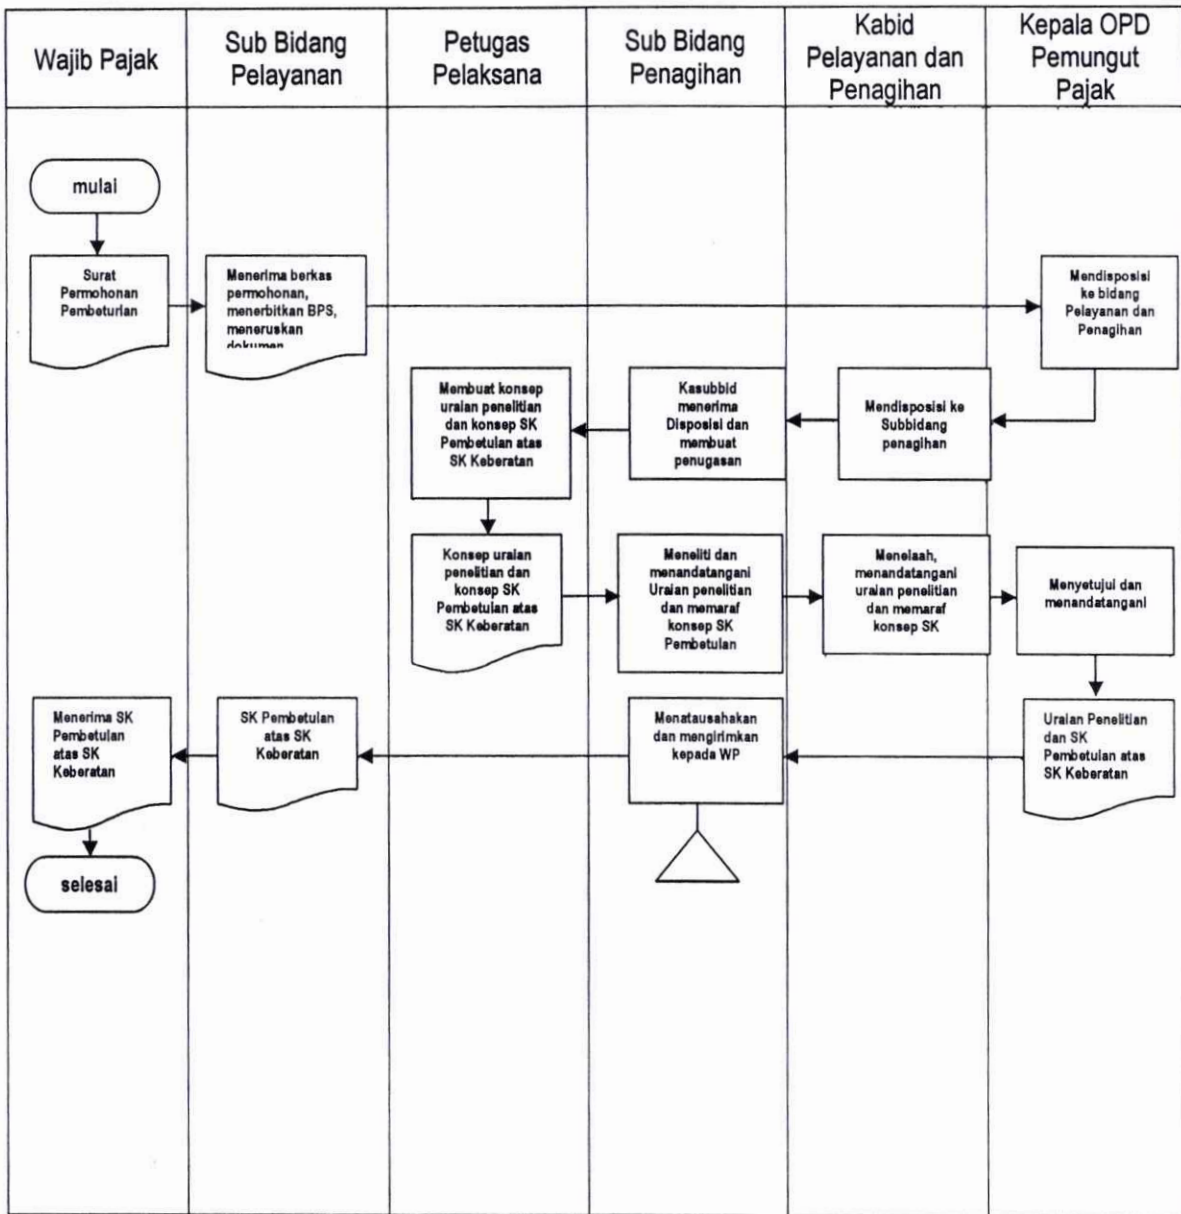 Wajib Pajak
Sub Bidang
Pelayanan
Petugas
Pelaksana
Sub Bidang
Penagihan
Kabid
Pelayanan dan
Penagihan
Kepala OPD
Pemungut
Pajak
mulai
Surat
Permohonan
Pembeturlan
Menerima berkas
permohonan,
menerbitkan BPS,
meneruskan
dokumen
Mendisposisi
ke bidang
Pelayanan dan
Penagihan
Membuat konsep
uraian penelitian
dan konsep SK
Pembetulan atas
SK Keberatan
Kasubbid
menerima
Disposisi dan
membuat
penugasan
Mendisposisi ke
Subbidang
penagihan
Konsep uraian
penelitian dan
konsep SK
Pembetulan atas
SK Keberatan
Meneliti dan
menandatangani
Uraian penelitian
dan memaraf
konsep SK
Pembetulan
Menelaah,
menandatangani
uraian penelitian
dan memaraf
konsep SK
Menyetujui dan
menandatangani
Menerima SK
Pembetulan
atas SK
Keberatan
SK Pembetulan
atas SK
Keberatan
Menatausahakan
dan mengirimkan
kepada WP
Uraian Penelitian
dan SK
Pembetulan atas
SK Keberatan
selesai